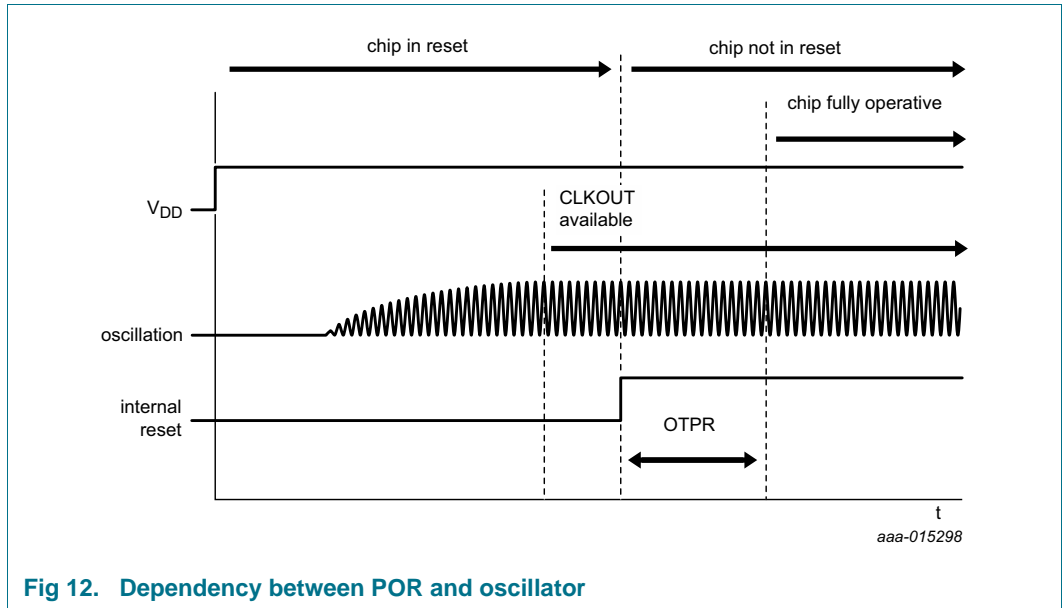 chip in reset
chip not in reset
chip fully operative
VDD
CLKOUT
available
oscillation
internal
reset
OTPR
t
aaa-015298
Fig 12. Dependency between POR and oscillator